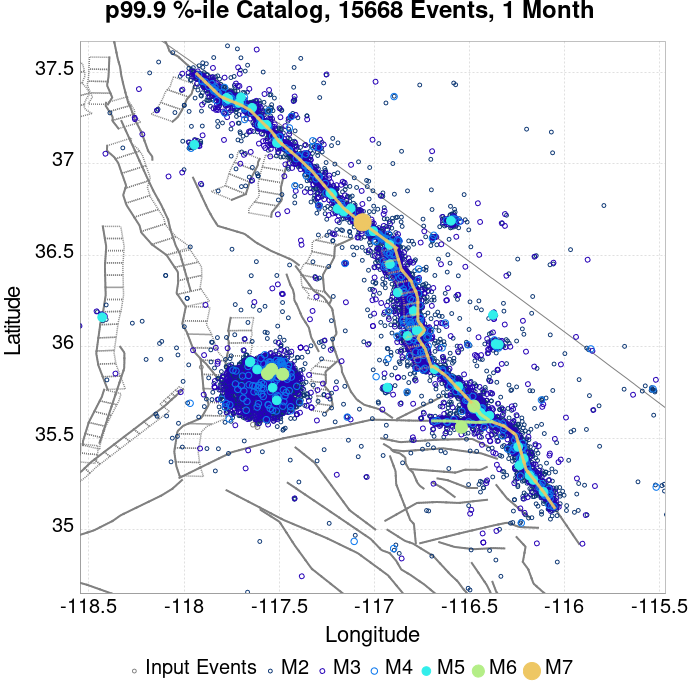 p99.9 %-ile Catalog, 15668 Events, 1 Month
37.5
37
36.5
36
35.5
35
Latitude
-118.5 -118 -117.5 -117 -116.5 -116 -115.5
Longitude
Input Events M2 M3 M4 M5 M6 M7